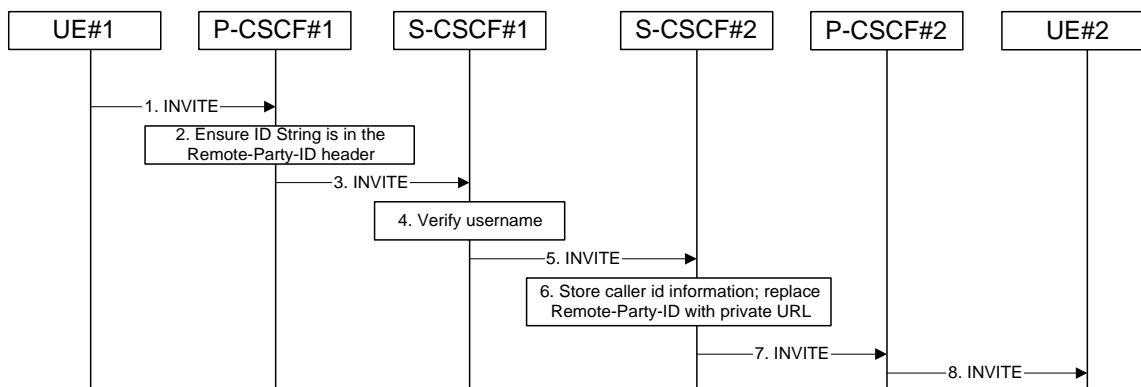 UE#1
P-CSCF#1
S-CSCF#1
S-CSCF#2
P-CSCF#2
UE#2
1. INVITE
2. Ensure ID String is in the
Remote-Party-ID header
3. INVITE
4. Verify username
5. INVITE
6. Store caller id information; replace
Remote-Party-ID with private URL
7. INVITE
8. INVITE